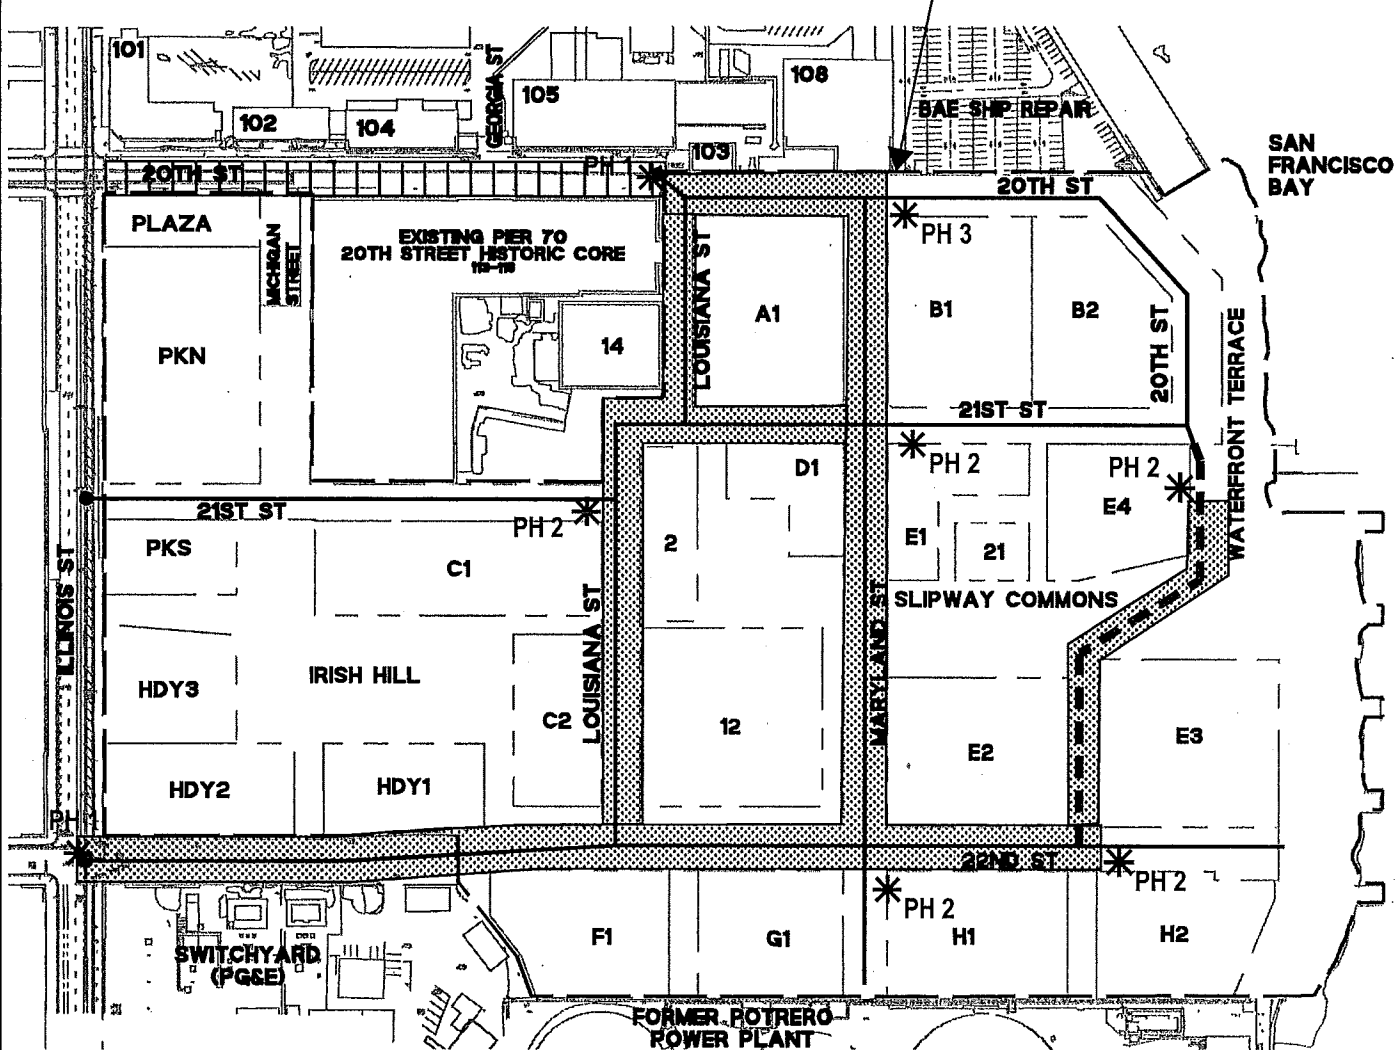 101
102
104
GEORGIA ST
105
108
103
BAE SHIP REPAIR
SAN
FRANCISCO
BAY
20TH ST
PH 1
20TH ST
PLAZA
MICHIGAN
STREET
EXISTING PIER 70
20TH STREET HISTORIC CORE
113-116
LOUISIANA ST
PH 3
A1
B1
B2
20TH ST
WATERFRONT TERRACE
PKN
14
21ST ST
D1
PH 2
PH 2
E4
21ST ST
PH 2
2
E1
21
PKS
C1
ILLINOIS ST
LOUISIANA ST
MARYLAND ST
SLIPWAY COMMONS
IRISH HILL
HDY3
C2
12
E2
E3
HDY2
HDY1
PH
22ND ST
PH 2
PH 2
F1
G1
H1
H2
SWITCHYARD
(PG&E)
FORMER POTRERO
POWER PLANT